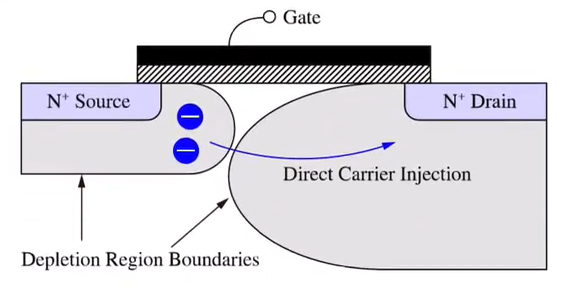 Gate
N⁺ Source
N⁺ Drain
Direct Carrier Injection
Depletion Region Boundaries